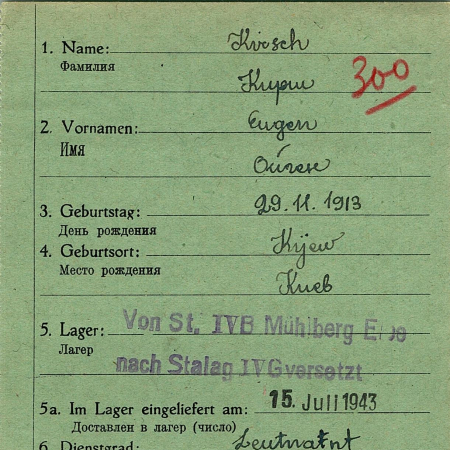 1. Name: Kirsch
Фамилия
300
2. Vornamen: Eugen
Имя
3. Geburtstag: 29.11.1913
День рождения
4. Geburtsort: Kijew
Место рождения Киев
Von St. IVB Mühlberg
5. Lager:
Лагер
nach Stalag IVG versetzt
5a. Im Lager eingeliefert am: 15. Juli 1943
Доставлен в лагер (число)
6. Dienstgrad: Leutnant